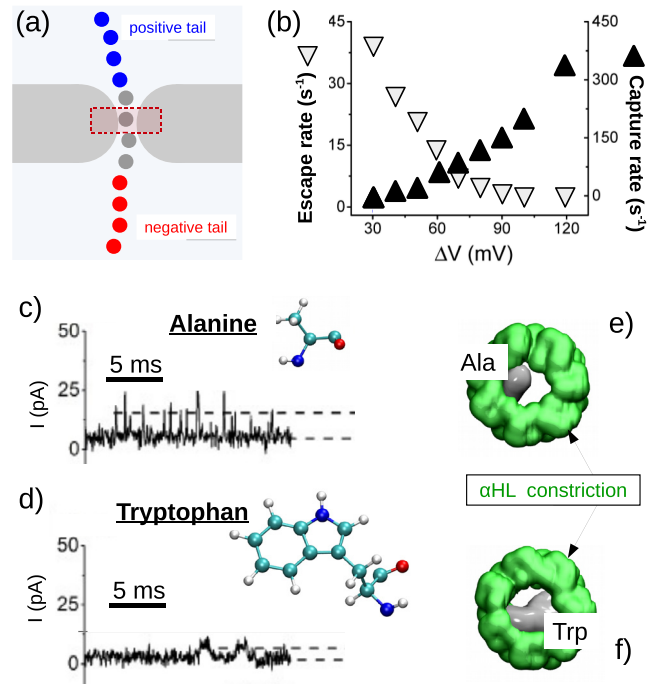 (a)
positive tail
negative tail
(b)
Escape rate (s⁻¹)
45
30
15
0
30
60
90
120
ΔV (mV)
450
300
150
0
Capture rate (s⁻¹)
c)
Alanine
50
25
0
I (pA)
5 ms
d)
Tryptophan
50
25
0
I (pA)
5 ms
e)
Ala
αHL constriction
Trp
f)